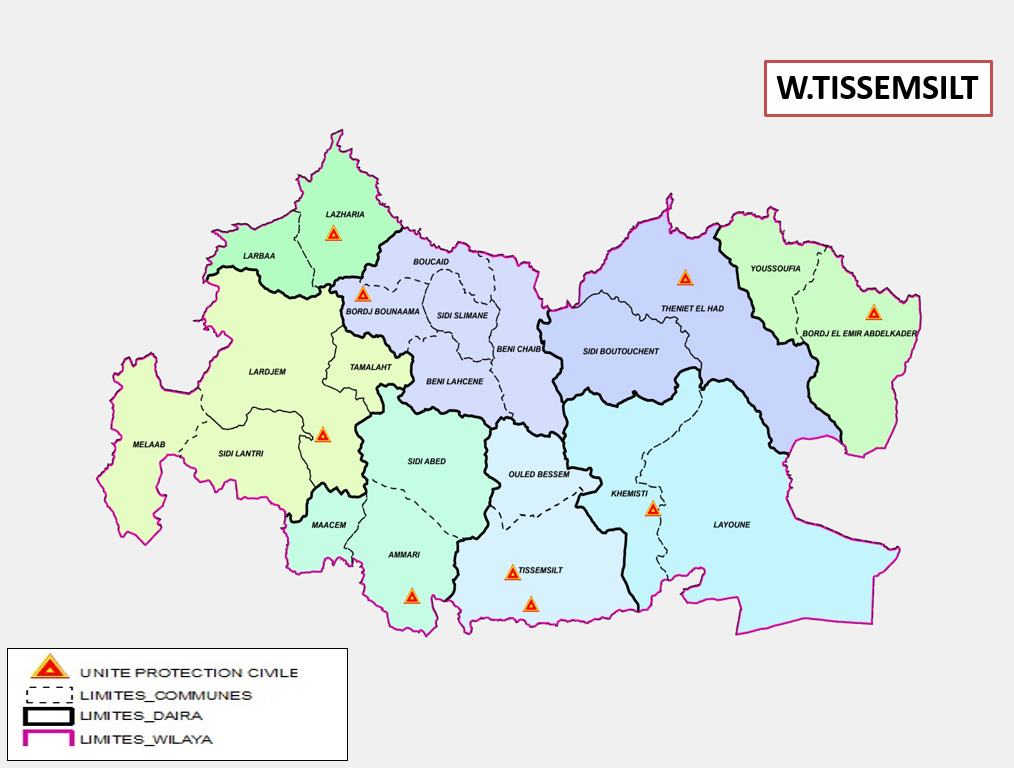 W.TISSEMSILT
LAZHARIA
LARBAA
BOUCAID
YOUSSOUFIA
THENIET EL HAD
BORDJ BOUNAAMA
SIDI SLIMANE
BORDJ EL EMIR ABDELKADER
BENI CHAIB
SIDI BOUTOUCHENT
LARDJEM
TAMALAHT
BENI LAHCENE
MELAAB
SIDI LANTRI
SIDI ABED
OULED BESSEM
KHEMISTI
MAACEM
LAYOUNE
AMMARI
TISSEMSILT
UNITE PROTECTION CIVILE
LIMITES_COMMUNES
LIMITES_DAIRA
LIMITES_WILAYA